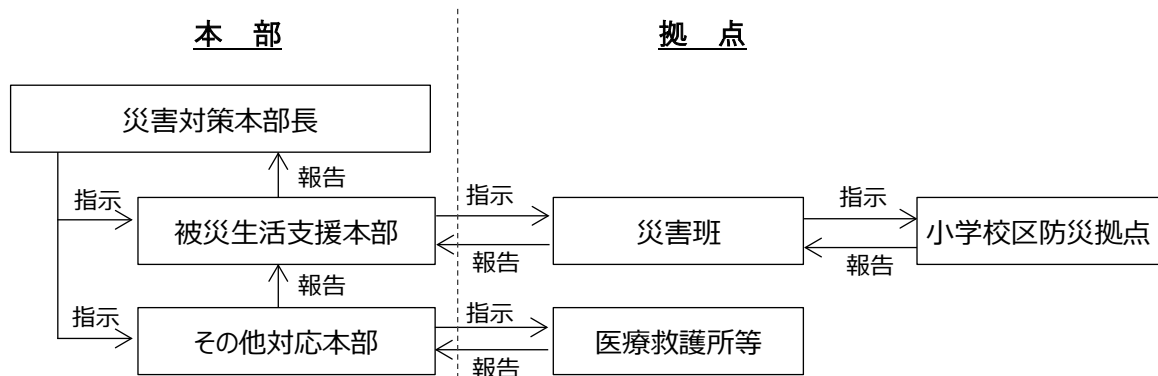 本　部
拠　点
災害対策本部長
報告
指示
指示
指示
被災生活支援本部
災害班
小学校区防災拠点
報告
報告
報告
指示
指示
その他対応本部
医療救護所等
報告